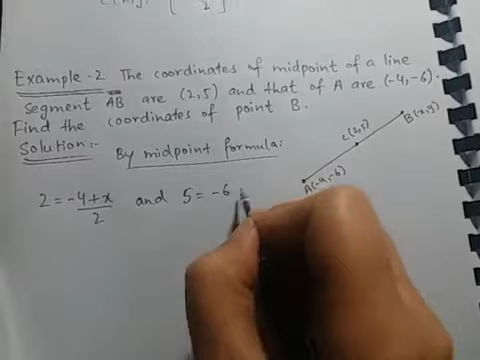 Example-2 The coordinates of midpoint of a line
Segment AB are (2,5) and that of A are (-4,-6).
Find the coordinates of point B.
Solution:- By midpoint formula:
C(2,5)
B(x,y)
A(-4,-6)
2 = -4+x/2 and 5 = -6